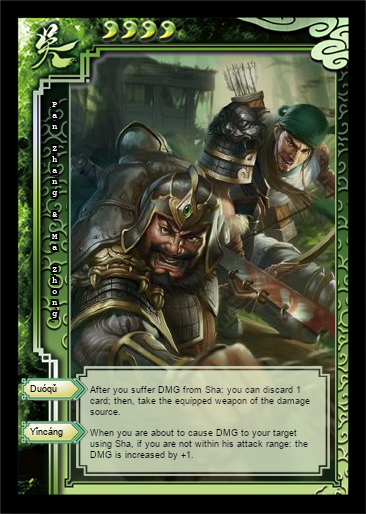 吴
Pan Zhang & Ma Zhong
Duóqǔ
After you suffer DMG from Sha: you can discard 1
card; then, take the equipped weapon of the damage
source.
Yǐncáng
When you are about to cause DMG to your target
using Sha, if you are not within his attack range: the
DMG is increased by +1.